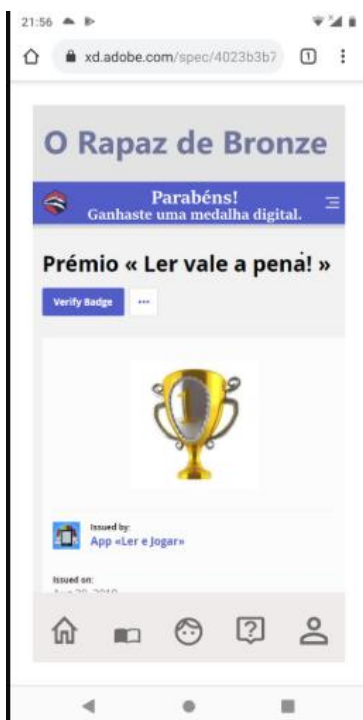 21:56
xd.adobe.com/spec/4023b3b7
1
O Rapaz de Bronze
Parabéns!
Ganhaste uma medalha digital.
Prémio « Ler vale a pena! »
Verify Badge
1
Issued by:
App «Ler e Jogar»
Issued on: